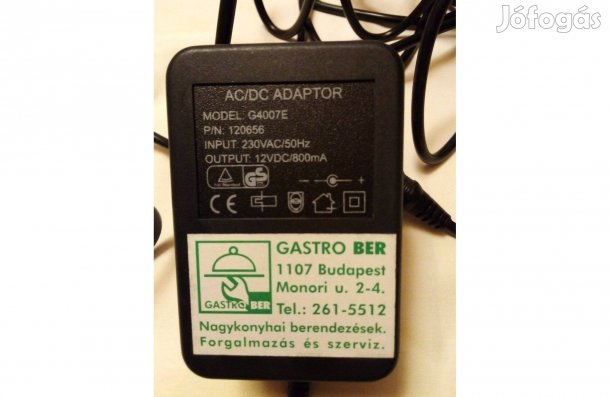 Jófogás
AC/DC ADAPTOR
MODEL: G4007E
P/N: 120656
INPUT: 230VAC/50Hz
OUTPUT: 12VDC/800mA
- +
GS
CE
GASTRO BER
1107 Budapest
Monori u. 2-4.
Tel.: 261-5512
GASTRO BER
Nagykonyhai berendezések.
Forgalmazás és szerviz.